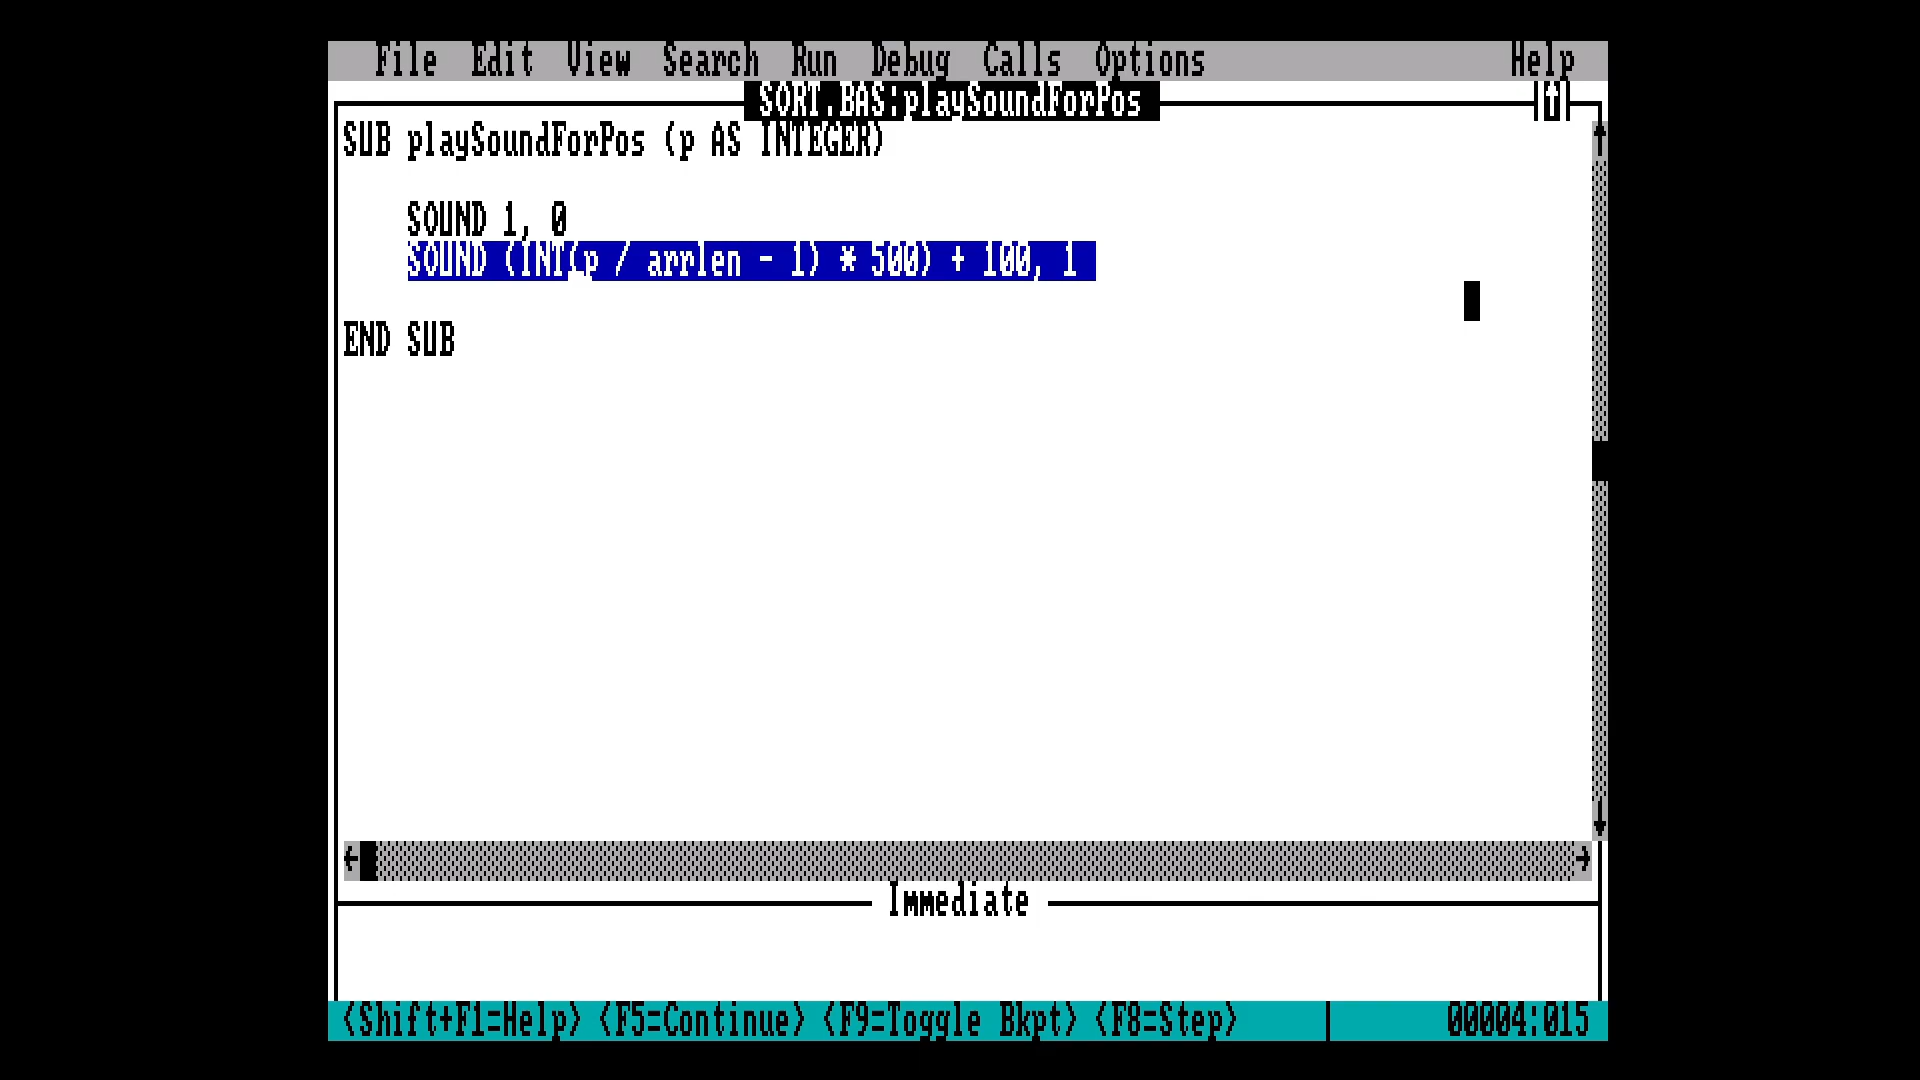 File Edit View Search Run Debug Calls Options Help
SORT.BAS:playSoundForPos
SUB playSoundForPos (p AS INTEGER)
SOUND 1, 0
SOUND (INT(p / arrlen - 1) * 500) + 100, 1
END SUB
Immediate
<Shift+F1=Help> <F5=Continue> <F9=Toggle Bkpt> <F8=Step> 00004:015